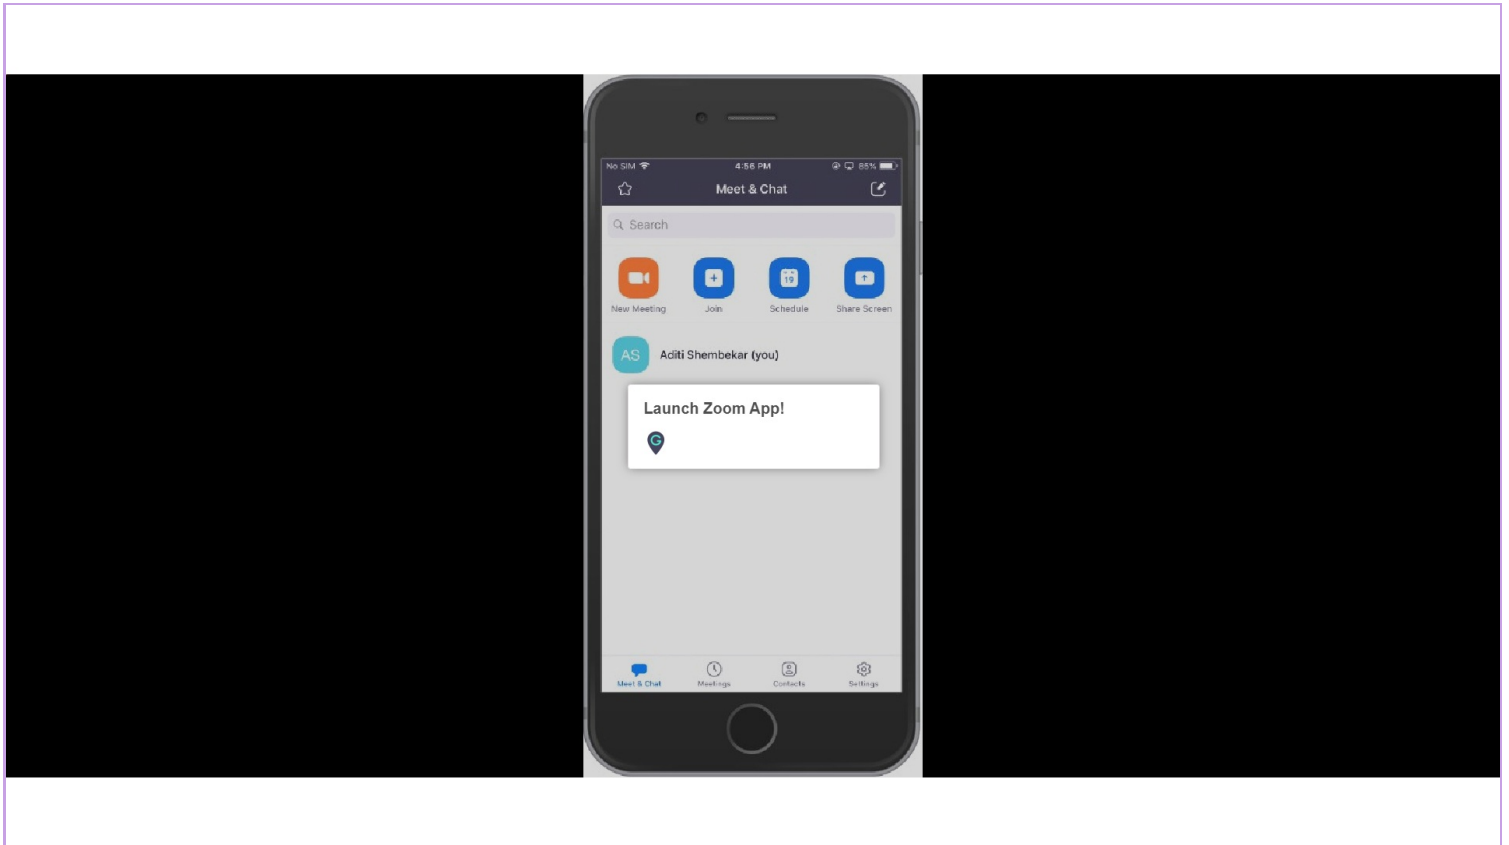 No SIM 4:56 PM 85%
Meet & Chat
Search
19
New Meeting Join Schedule Share Screen
AS Aditi Shembekar (you)
Launch Zoom App!
G
Meet & Chat Meetings Contacts Settings